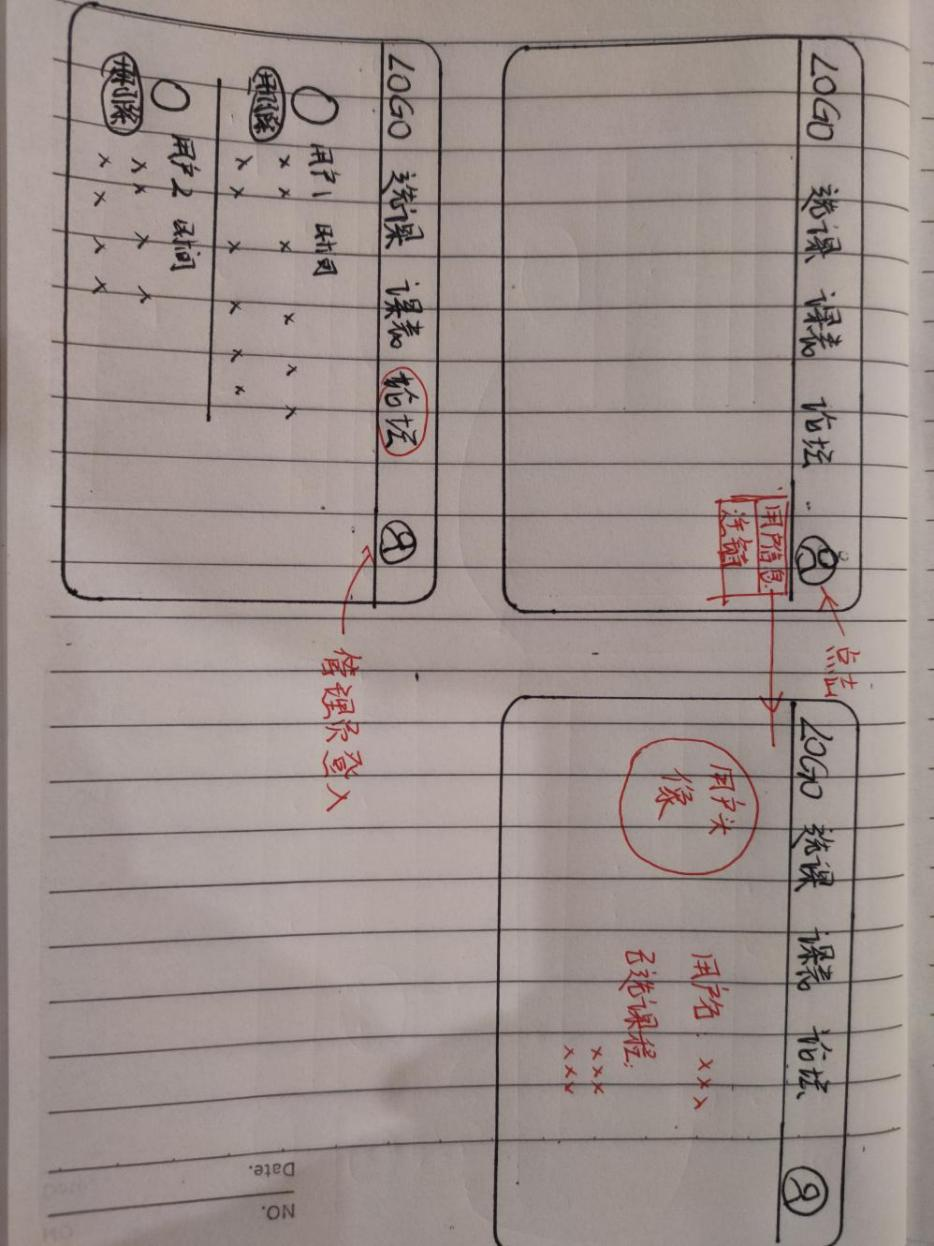 LOGO 选课 课表 论坛
用户信息
注销
点击
LOGO 选课 课表 论坛
用户头
像
用户名: xxx
已选课程:
xxx
xxx
LOGO 选课 课表 论坛
用户1 时间
删除
x x x x x x
x x x x x x
用户2 时间
删除
x x x x
x x x x
管理员登入
Date.
NO.